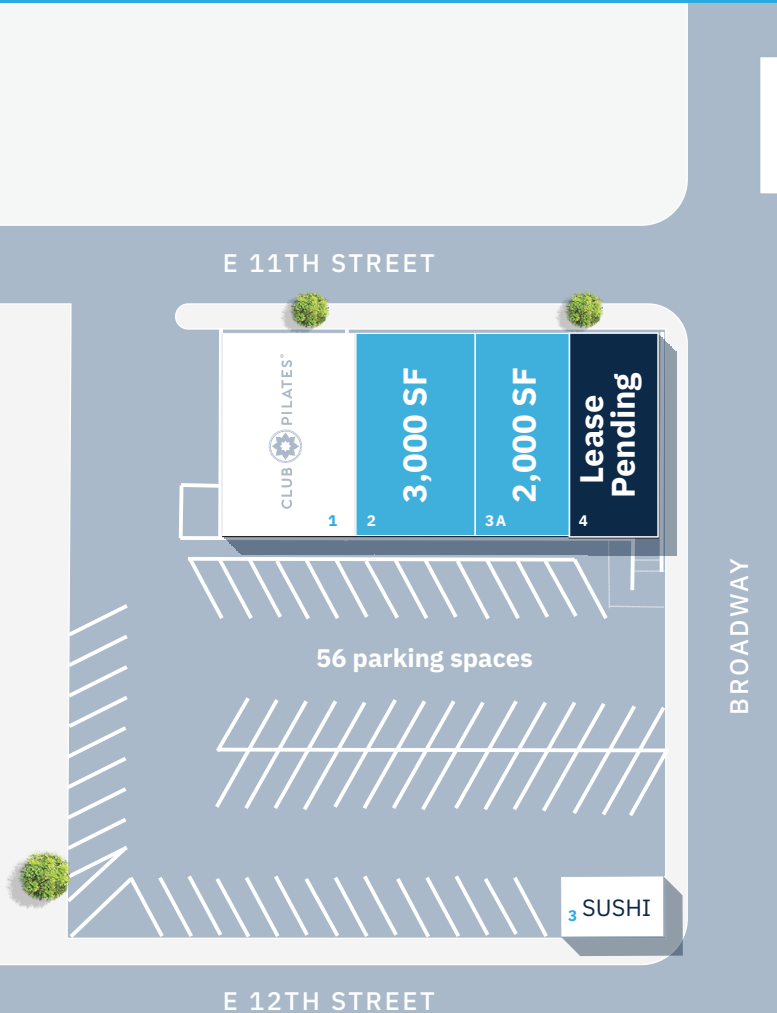 E 11TH STREET
CLUB PILATES®
1
3,000 SF
2
2,000 SF
3A
Lease
Pending
4
56 parking spaces
BROADWAY
3 SUSHI
E 12TH STREET